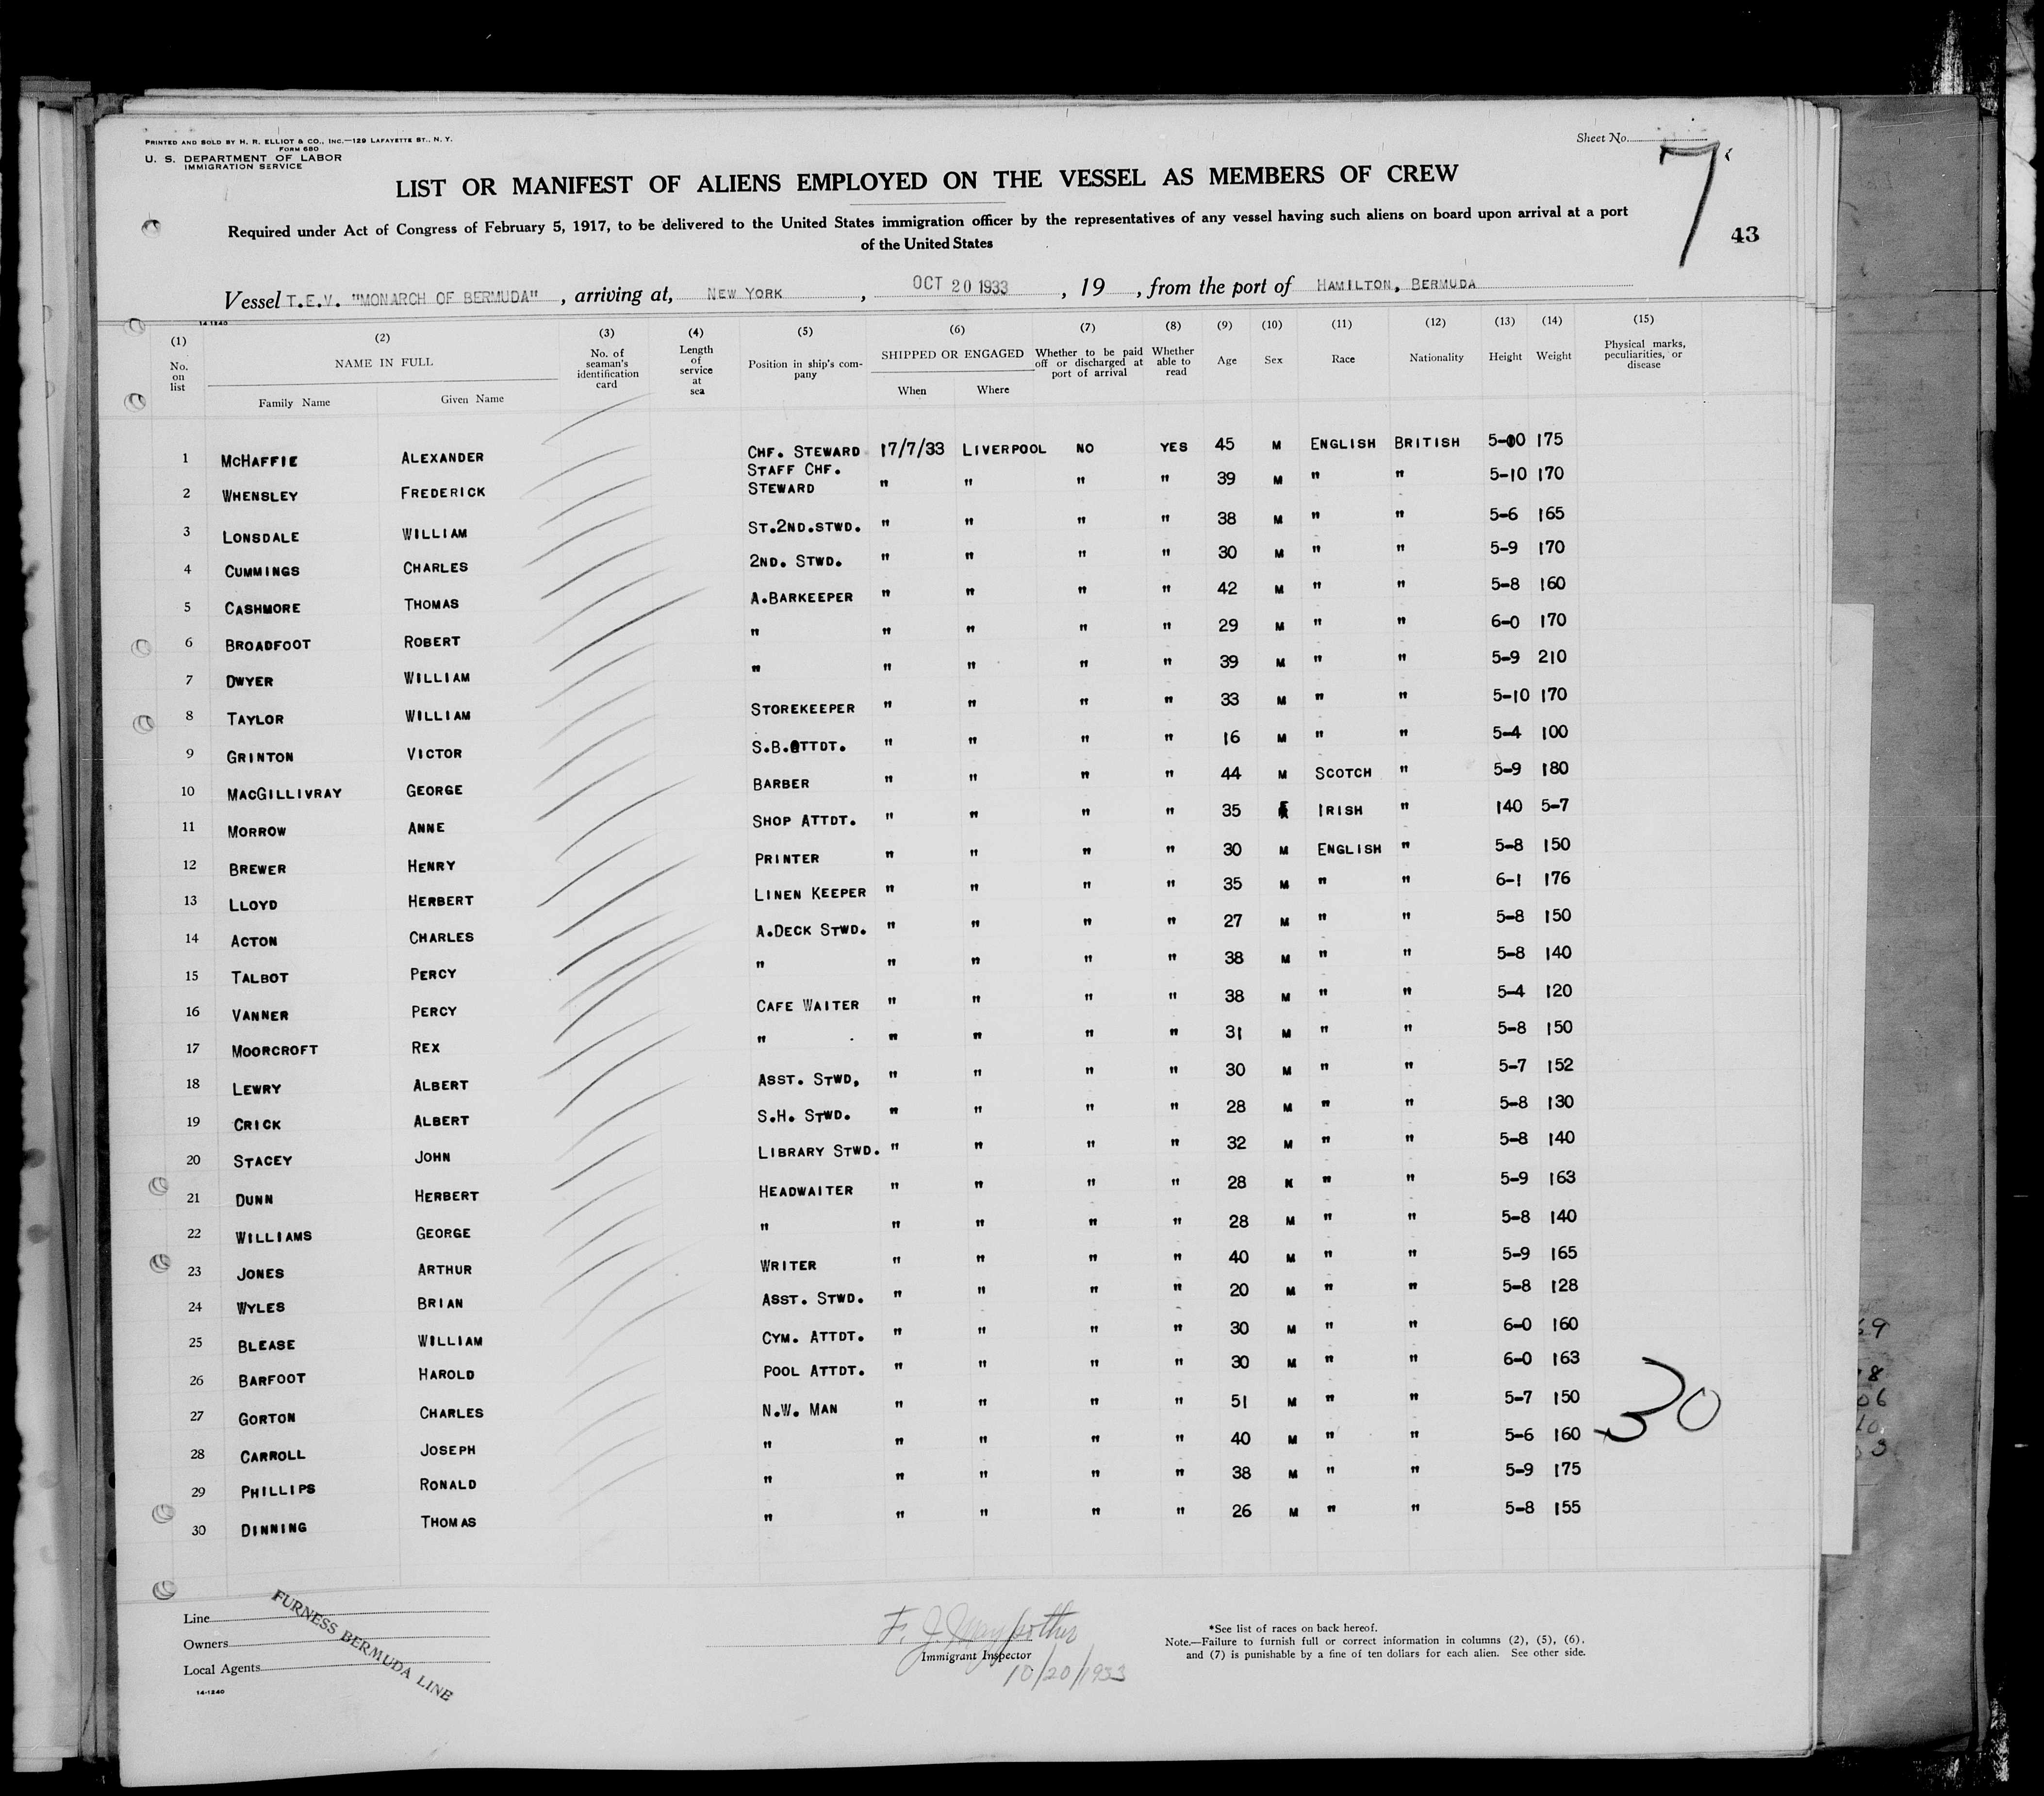 PRINTED AND SOLD BY H. R. ELLIOT & CO., INC.—129 LAFAYETTE ST., N. Y.
FORM 680
U. S. DEPARTMENT OF LABOR
IMMIGRATION SERVICE
Sheet No. 7
LIST OR MANIFEST OF ALIENS EMPLOYED ON THE VESSEL AS MEMBERS OF CREW
Required under Act of Congress of February 5, 1917, to be delivered to the United States immigration officer by the representatives of any vessel having such aliens on board upon arrival at a port
of the United States
43
Vessel T.E.V. "MONARCH OF BERMUDA", arriving at, NEW YORK, OCT 20 1933, 19 , from the port of HAMILTON, BERMUDA
14-1240
(1) No. on list (2) NAME IN FULL Family Name Given Name (3) No. of seaman's identification card (4) Length of service at sea (5) Position in ship's company (6) SHIPPED OR ENGAGED When Where (7) Whether to be paid off or discharged at port of arrival (8) Whether able to read (9) Age (10) Sex (11) Race (12) Nationality (13) Height (14) Weight (15) Physical marks, peculiarities, or disease
1 MCHAFFIE ALEXANDER CHF. STEWARD 17/7/33 LIVERPOOL NO YES 45 M ENGLISH BRITISH 5-00 175
2 WHENSLEY FREDERICK STAFF CHF. STEWARD " " " " 39 M " " 5-10 170
3 LONSDALE WILLIAM ST.2ND.STWD. " " " " 38 M " " 5-6 165
4 CUMMINGS CHARLES 2ND. STWD. " " " " 30 M " " 5-9 170
5 CASHMORE THOMAS A.BARKEEPER " " " " 42 M " " 5-8 160
6 BROADFOOT ROBERT " " " " " 29 M " " 6-0 170
7 DWYER WILLIAM " " " " " 39 M " " 5-9 210
8 TAYLOR WILLIAM STOREKEEPER " " " " 33 M " " 5-10 170
9 GRINTON VICTOR S.B.ATTDT. " " " " 16 M " " 5-4 100
10 MACGILLIVRAY GEORGE BARBER " " " " 44 M SCOTCH " 5-9 180
11 MORROW ANNE SHOP ATTDT. " " " " 35 F IRISH " 140 5-7
12 BREWER HENRY PRINTER " " " " 30 M ENGLISH " 5-8 150
13 LLOYD HERBERT LINEN KEEPER " " " " 35 M " " 6-1 176
14 ACTON CHARLES A.DECK STWD. " " " " 27 M " " 5-8 150
15 TALBOT PERCY " " " " " 38 M " " 5-8 140
16 VANNER PERCY CAFE WAITER " " " " 38 M " " 5-4 120
17 MOORCROFT REX " " " " " 31 M " " 5-8 150
18 LEWRY ALBERT ASST. STWD, " " " " 30 M " " 5-7 152
19 CRICK ALBERT S.H. STWD. " " " " 28 M " " 5-8 130
20 STACEY JOHN LIBRARY STWD. " " " " 32 M " " 5-8 140
21 DUNN HERBERT HEADWAITER " " " " 28 M " " 5-9 163
22 WILLIAMS GEORGE " " " " " 28 M " " 5-8 140
23 JONES ARTHUR WRITER " " " " 40 M " " 5-9 165
24 WYLES BRIAN ASST. STWD. " " " " 20 M " " 5-8 128
25 BLEASE WILLIAM GYM. ATTDT. " " " " 30 M " " 6-0 160
26 BARFOOT HAROLD POOL ATTDT. " " " " 30 M " " 6-0 163
27 GORTON CHARLES N.W. MAN " " " " 51 M " " 5-7 150
28 CARROLL JOSEPH " " " " " 40 M " " 5-6 160
29 PHILLIPS RONALD " " " " " 38 M " " 5-9 175
30 DINNING THOMAS " " " " " 26 M " " 5-8 155
30
Line
Owners
Local Agents
FURNESS BERMUDA LINE
14-1240
F. J.
Immigrant Inspector
10/20/1933
*See list of races on back hereof.
Note.—Failure to furnish full or correct information in columns (2), (5), (6),
and (7) is punishable by a fine of ten dollars for each alien. See other side.